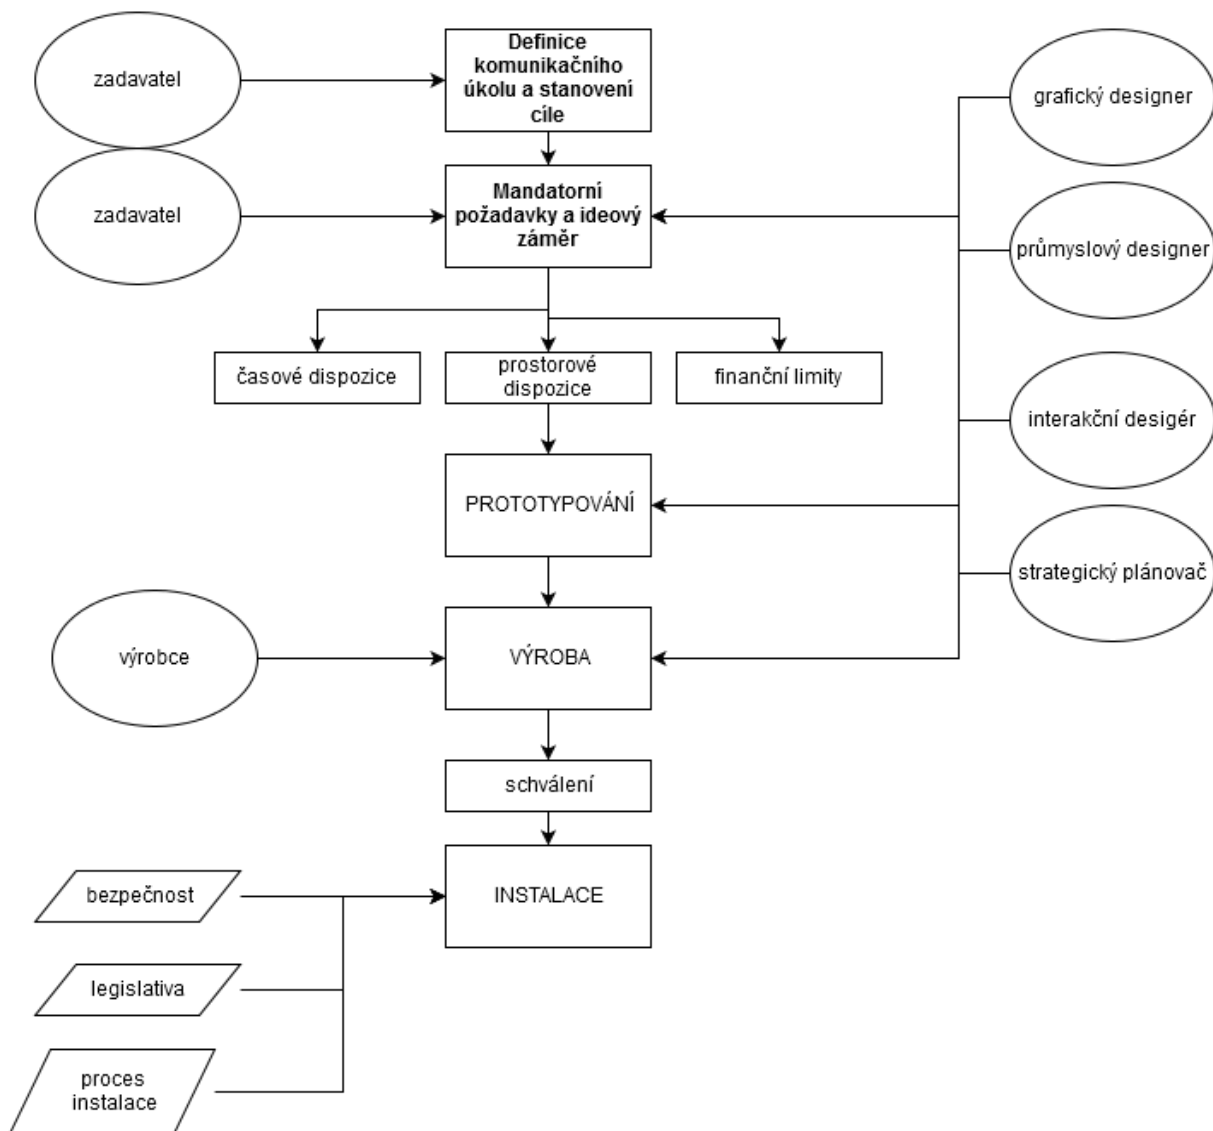 zadavatel
Definice
komunikačního
úkolu a stanovení
cíle
grafický designer
zadavatel
Mandatorní
požadavky a ideový
záměr
průmyslový designer
časové dispozice
prostorové
dispozice
finanční limity
interakční desigér
PROTOTYPOVÁNÍ
strategický plánovač
výrobce
VÝROBA
schválení
bezpečnost
INSTALACE
legislativa
proces
instalace